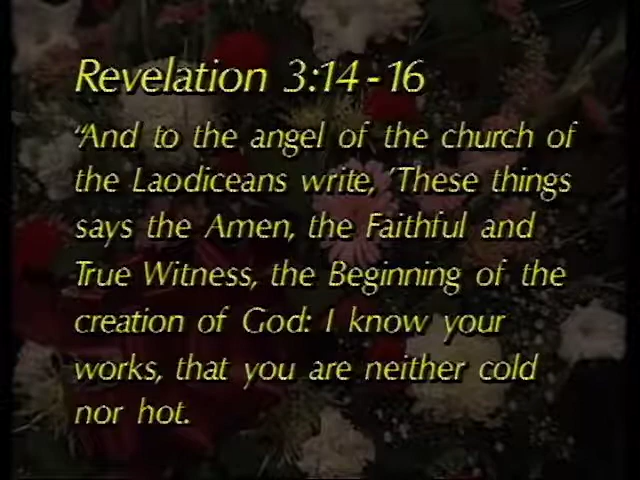 Revelation 3:14-16
“And to the angel of the church of
the Laodiceans write, ‘These things
says the Amen, the Faithful and
True Witness, the Beginning of the
creation of God: I know your
works, that you are neither cold
nor hot.